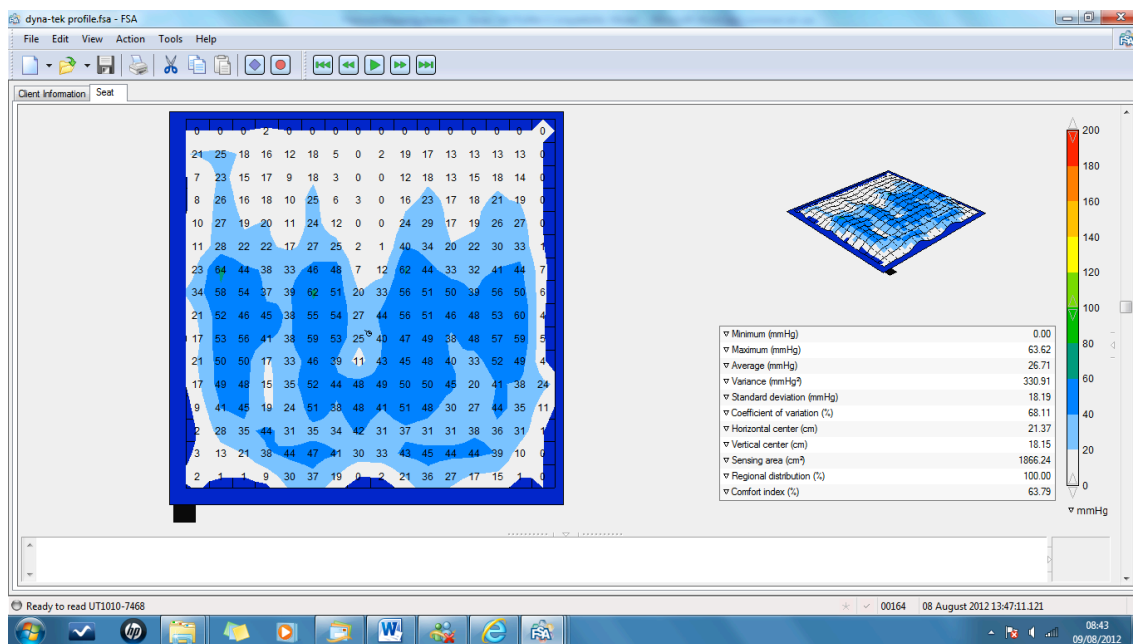 dyna-tek profile.fsa - FSA
File Edit View Action Tools Help
Client Information Seat
0 0 0 2 0 0 0 0 0 0 0 0 0 0 0 0
21 25 18 16 12 18 5 0 2 19 17 13 13 13 13 0
7 23 15 17 9 18 3 0 0 12 18 13 15 18 14 0
8 26 16 18 10 25 6 3 0 16 23 17 18 21 19 0
10 27 19 20 11 24 12 0 0 24 29 17 19 26 27 0
11 28 22 22 17 27 25 2 1 40 34 20 22 30 33 1
23 64 44 38 33 46 48 7 12 62 44 33 32 41 44 7
34 58 54 37 39 62 51 20 33 56 51 50 39 56 50 6
21 52 46 45 38 55 54 27 44 56 51 46 48 53 60 4
17 53 56 41 38 59 53 25 40 47 49 38 48 57 59 5
21 50 50 17 33 46 39 11 43 45 48 40 33 52 49 4
17 49 48 15 35 52 44 48 49 50 50 45 20 41 38 24
9 41 45 19 24 51 38 48 41 51 48 30 27 44 35 11
2 28 35 44 31 35 34 42 31 37 31 31 38 36 31 1
3 13 21 38 44 47 41 30 33 43 45 44 44 39 10 0
2 1 1 9 30 37 19 0 2 21 36 27 17 15 1 0
200
180
160
140
120
100
80
60
40
20
0
mmHg
Minimum (mmHg) 0.00
Maximum (mmHg) 63.62
Average (mmHg) 26.71
Variance (mmHg²) 330.91
Standard deviation (mmHg) 18.19
Coefficient of variation (%) 68.11
Horizontal center (cm) 21.37
Vertical center (cm) 18.15
Sensing area (cm²) 1866.24
Regional distribution (%) 100.00
Comfort index (%) 63.79
Ready to read UT1010-7468
00164 08 August 2012 13:47:11.121
hp
W
FSA
08:43
09/08/2012